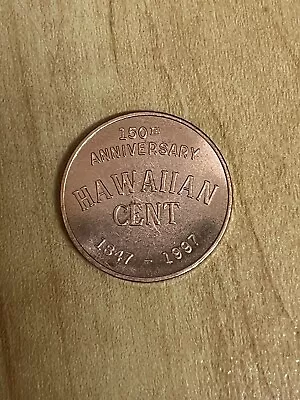 150TH
ANNIVERSARY
HAWAIIAN
CENT
1847 - 1997